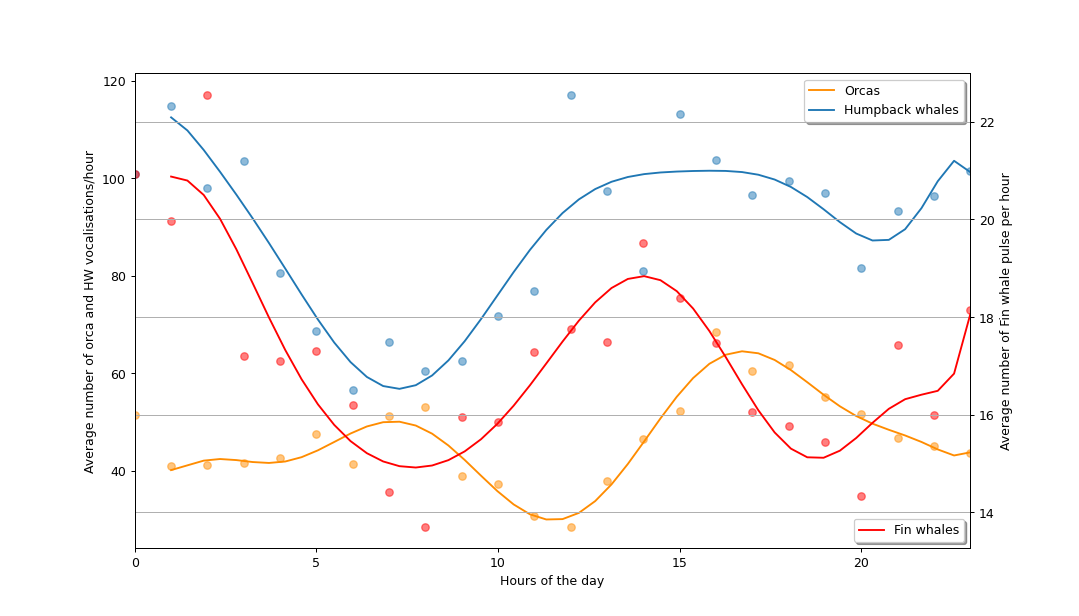 120
100
80
60
40
0
5
10
15
20
22
20
18
16
14
Hours of the day
Average number of orca and HW vocalisations/hour
Average number of Fin whale pulse per hour
Orcas
Humpback whales
Fin whales